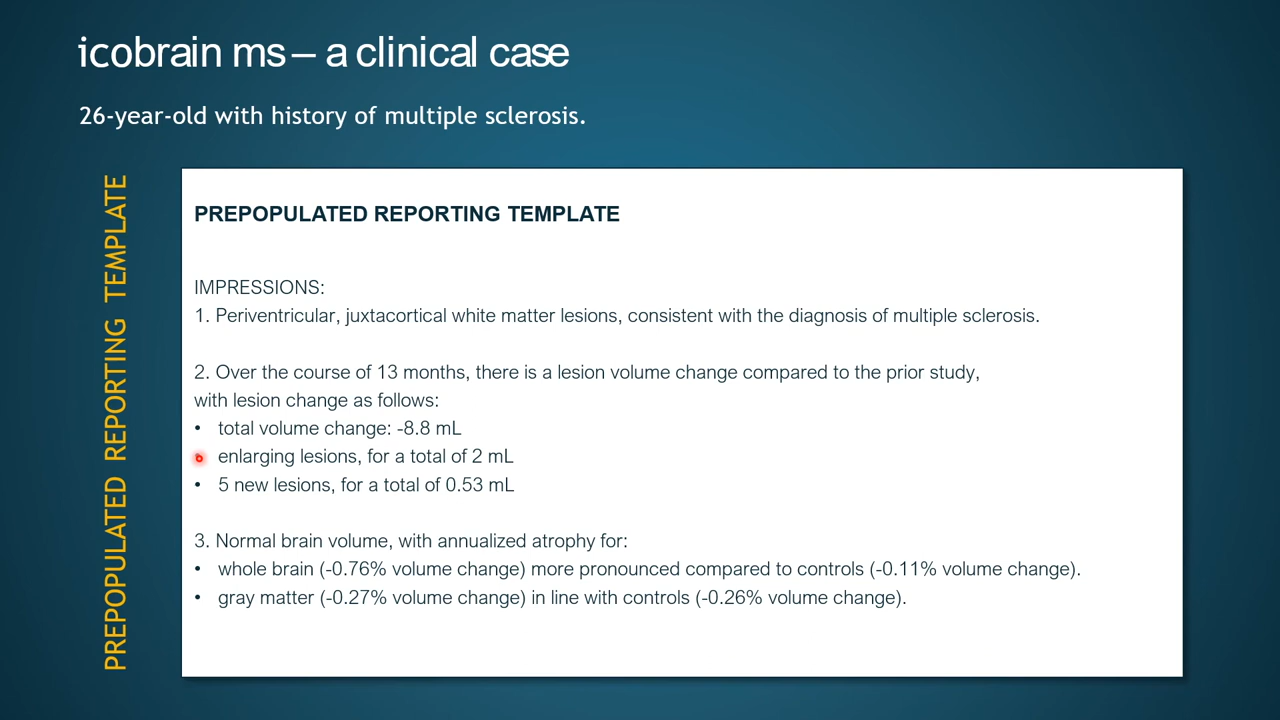 icobrain ms – a clinical case
26-year-old with history of multiple sclerosis.
PREPOPULATED REPORTING TEMPLATE
PREPOPULATED REPORTING TEMPLATE
IMPRESSIONS:
1. Periventricular, juxtacortical white matter lesions, consistent with the diagnosis of multiple sclerosis.
2. Over the course of 13 months, there is a lesion volume change compared to the prior study,
with lesion change as follows:
• total volume change: -8.8 mL
• enlarging lesions, for a total of 2 mL
• 5 new lesions, for a total of 0.53 mL
3. Normal brain volume, with annualized atrophy for:
• whole brain (-0.76% volume change) more pronounced compared to controls (-0.11% volume change).
• gray matter (-0.27% volume change) in line with controls (-0.26% volume change).